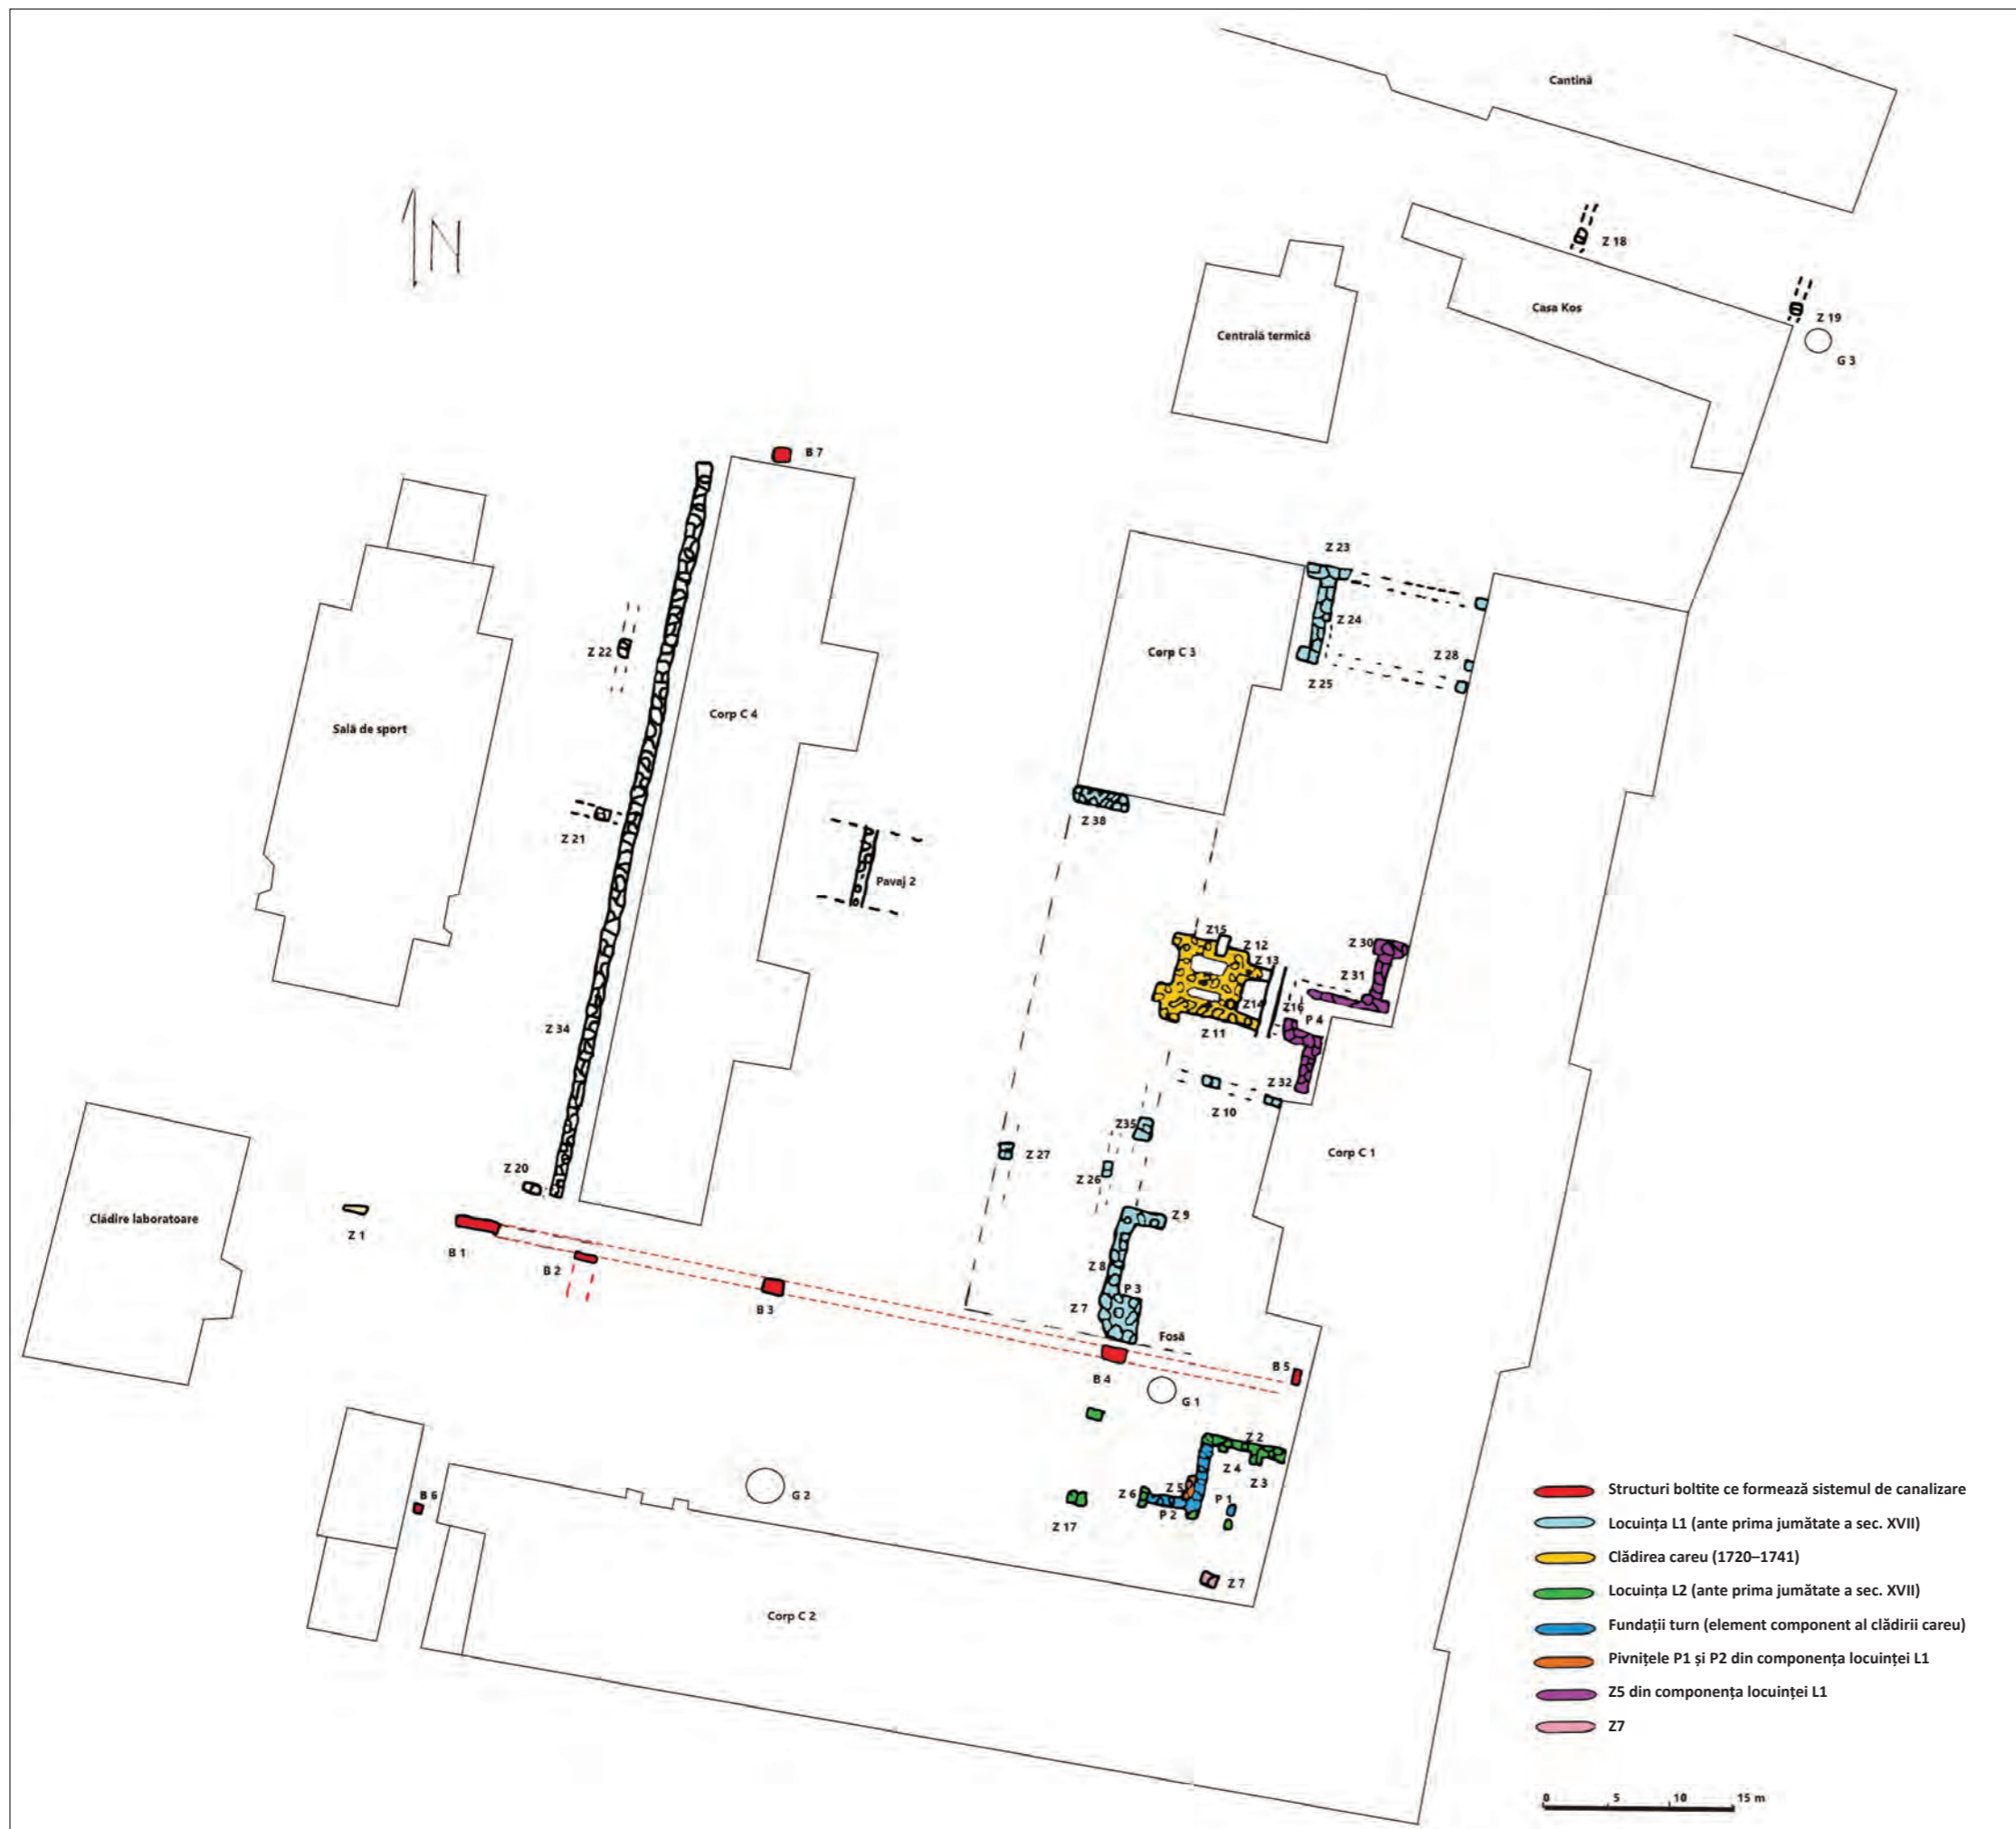 Cantină
N
Z 18
Casa Kos
Z 19
G 3
Centrală termică
B 7
Z 23
Z 24
Z 22
Corp C 3
Z 28
Z 25
Corp C 4
Sală de sport
Z 21
Z 38
Pavaj 2
Z15
Z 12
Z 30
Z 13
Z 31
Z14
Z16
P 4
Z 34
Z 11
Z 32
Z 10
Z35
Z 27
Corp C 1
Z 20
Z 26
Clădire laboratoare
Z 9
Z 1
B 1
B 2
Z 8
P 3
B 3
Z 7
Fosă
B 5
B 4
G 1
Z 2
Z 4
Z 3
Z 5
Z 6
G 2
P 1
B 6
P 2
Z 17
Z 7
Corp C 2
Structuri boltite ce formează sistemul de canalizare
Locuința L1 (ante prima jumătate a sec. XVII)
Clădirea careu (1720–1741)
Locuința L2 (ante prima jumătate a sec. XVII)
Fundații turn (element component al clădirii careu)
Pivnițele P1 și P2 din componența locuinței L1
Z5 din componența locuinței L1
Z7
0 5 10 15 m